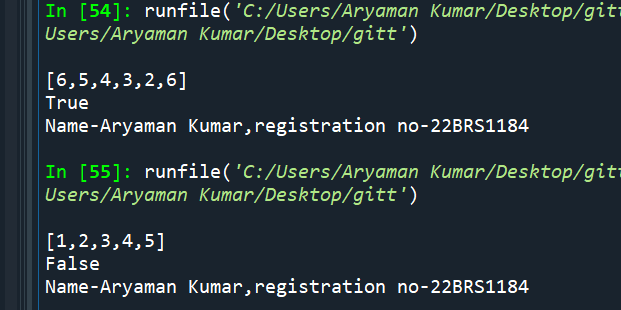 In [54]: runfile('C:/Users/Aryaman Kumar/Desktop/gitt
Users/Aryaman Kumar/Desktop/gitt')
[6,5,4,3,2,6]
True
Name-Aryaman Kumar,registration no-22BRS1184
In [55]: runfile('C:/Users/Aryaman Kumar/Desktop/gitt
Users/Aryaman Kumar/Desktop/gitt')
[1,2,3,4,5]
False
Name-Aryaman Kumar,registration no-22BRS1184